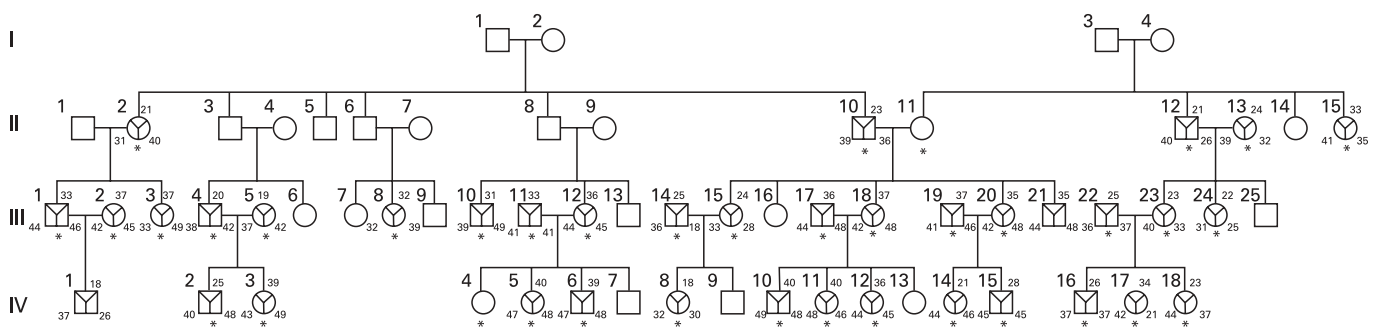 I 1 2 3 4
II 1 2 21 3 4 5 6 7 8 9 10 23 11 12 21 13 24 14 15 33
31 40 39 36 40 26 39 32 41 35
* * * * * *
III 1 33 2 37 3 37 4 20 5 19 6 7 8 32 9 10 31 11 33 12 36 13 14 25 15 24 16 17 36 18 37 19 37 20 35 21 35 22 25 23 23 24 22 25
44 46 42 45 33 49 38 42 37 42 32 39 39 49 41 41 44 45 36 18 33 28 44 48 42 48 41 46 42 48 44 48 36 37 40 33 31 25
* * * * * * * * * * * * * * * * * *
IV 1 18 2 25 3 39 4 5 40 6 39 7 8 18 9 10 40 11 40 12 36 13 14 21 15 28 16 26 17 34 18 23
37 26 40 48 43 49 47 48 47 48 32 30 49 48 48 46 44 45 44 46 45 45 37 37 42 21 44 37
* * * * * * * * * * * * * *